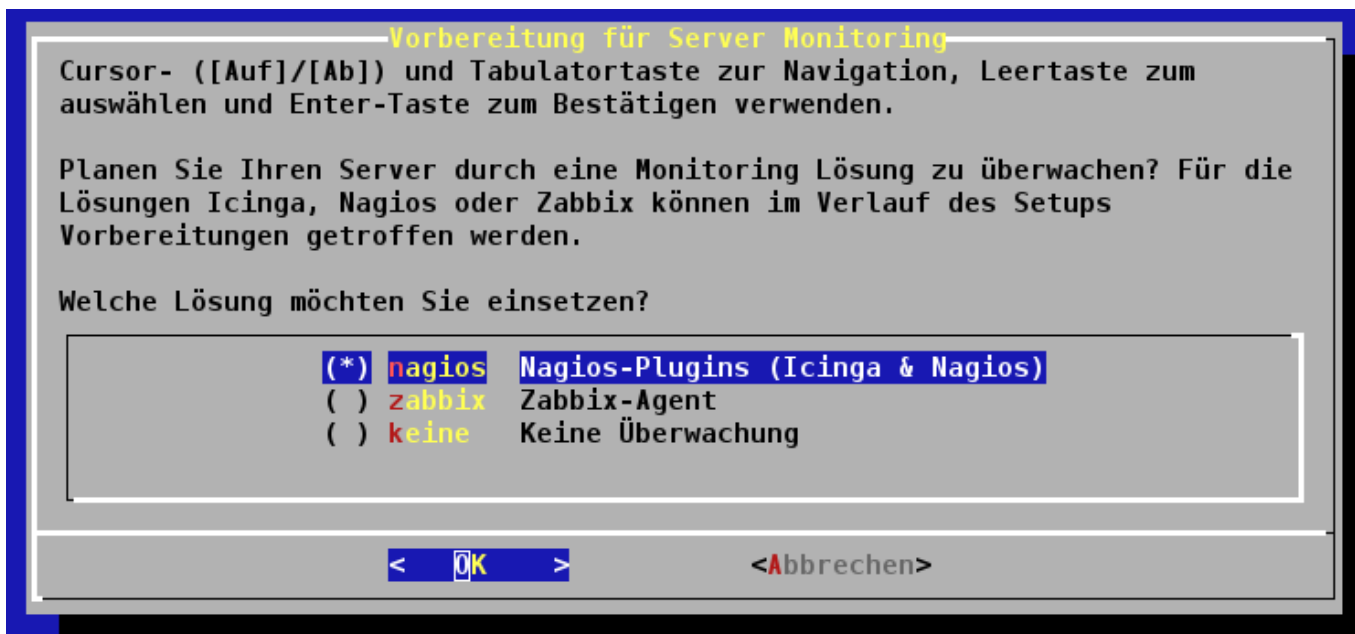 Vorbereitung für Server Monitoring
Cursor- ([Auf]/[Ab]) und Tabulatortaste zur Navigation, Leertaste zum
auswählen und Enter-Taste zum Bestätigen verwenden.
Planen Sie Ihren Server durch eine Monitoring Lösung zu überwachen? Für die
Lösungen Icinga, Nagios oder Zabbix können im Verlauf des Setups
Vorbereitungen getroffen werden.
Welche Lösung möchten Sie einsetzen?
(*) nagios Nagios-Plugins (Icinga & Nagios)
( ) zabbix Zabbix-Agent
( ) keine Keine Überwachung
< OK > <Abbrechen>